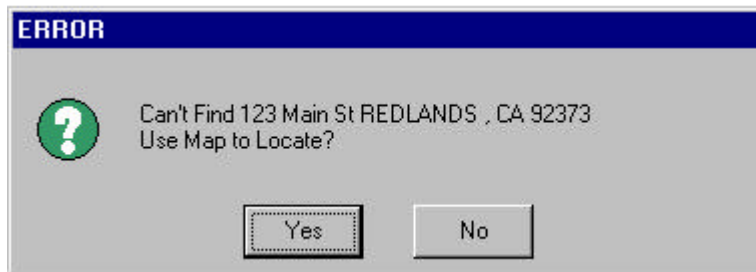 ERROR
Can't Find 123 Main St REDLANDS , CA 92373
Use Map to Locate?
Yes No